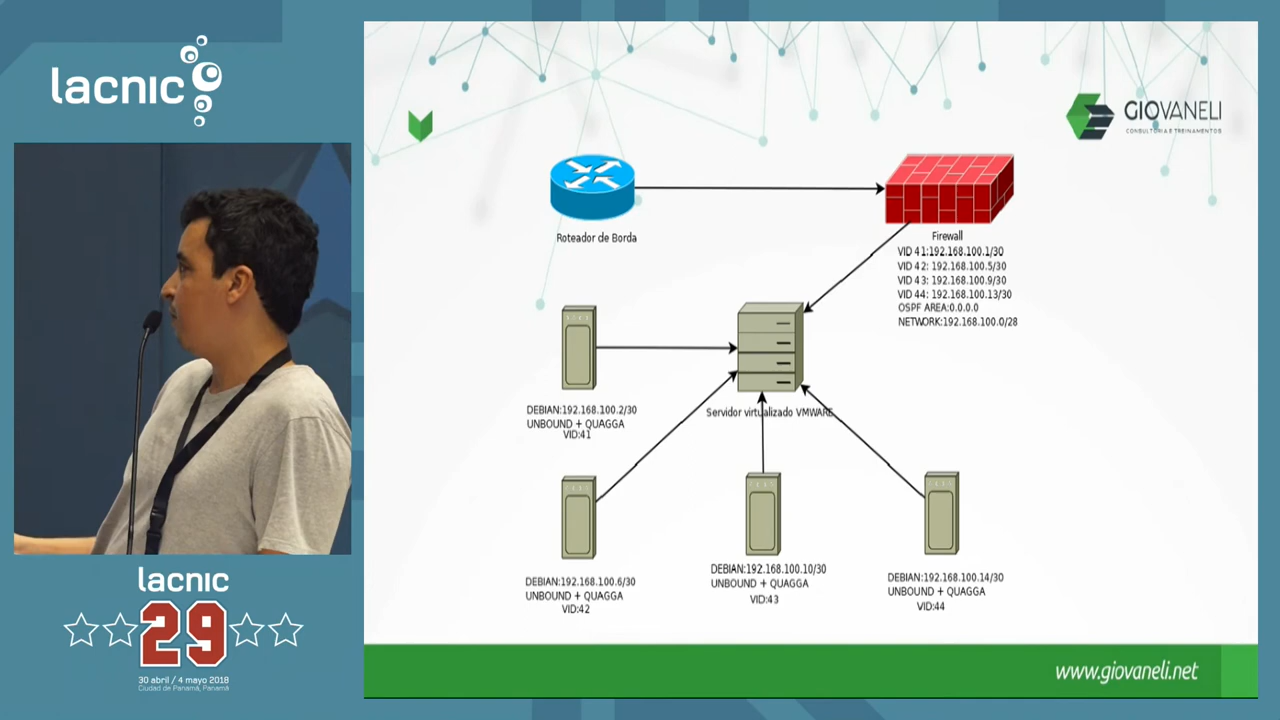 lacnic
lacnic
29
30 abril / 4 mayo 2018
Ciudad de Panamá, Panamá
GIOVANELI
CONSULTORIA E TREINAMENTOS
Roteador de Borda
Firewall
VID 41:192.168.100.1/30
VID 42: 192.168.100.5/30
VID 43: 192.168.100.9/30
VID 44: 192.168.100.13/30
OSPF AREA:0.0.0.0
NETWORK:192.168.100.0/28
Servidor virtualizado VMWARE
DEBIAN:192.168.100.2/30
UNBOUND + QUAGGA
VID:41
DEBIAN:192.168.100.6/30
UNBOUND + QUAGGA
VID:42
DEBIAN:192.168.100.10/30
UNBOUND + QUAGGA
VID:43
DEBIAN:192.168.100.14/30
UNBOUND + QUAGGA
VID:44
www.giovaneli.net